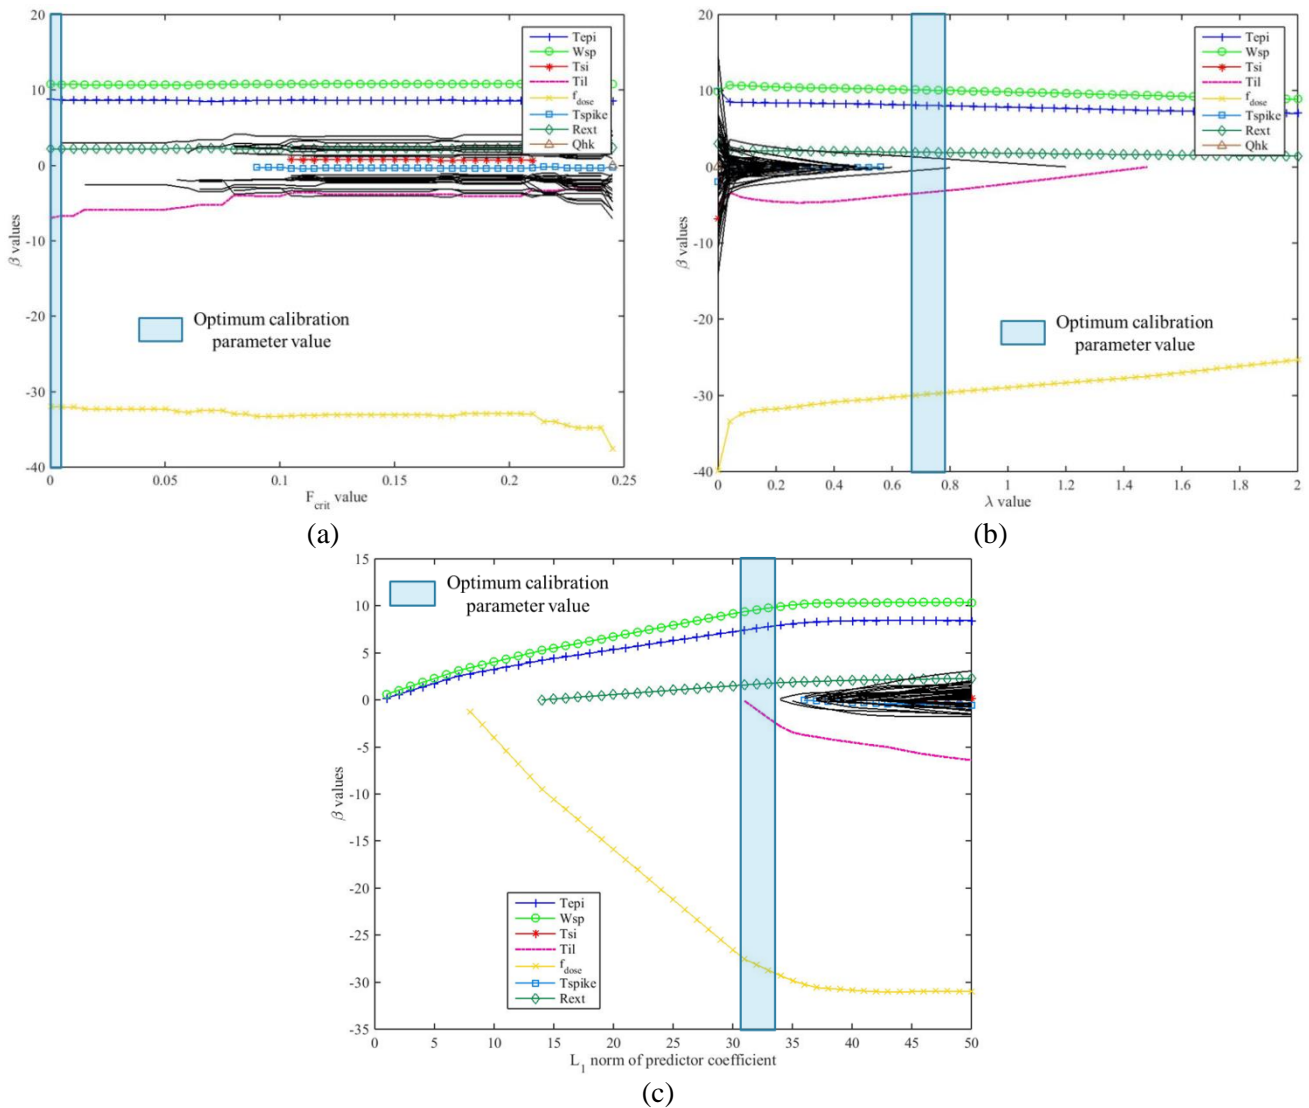 20
10
0
-10
-20
-30
-40
β values
0
0.05
0.1
0.15
0.2
0.25
F_crit value
Tepi
Wsp
Tsi
Til
f_dose
Tspike
Rext
Qhk
Optimum calibration
parameter value
(a)
20
10
0
-10
-20
-30
-40
β values
0
0.2
0.4
0.6
0.8
1
1.2
1.4
1.6
1.8
2
λ value
Tepi
Wsp
Tsi
Til
f_dose
Tspike
Rext
Qhk
Optimum calibration
parameter value
(b)
15
10
5
0
-5
-10
-15
-20
-25
-30
-35
β values
0
5
10
15
20
25
30
35
40
45
50
L_1 norm of predictor coefficient
Optimum calibration
parameter value
Tepi
Wsp
Tsi
Til
f_dose
Tspike
Rext
(c)